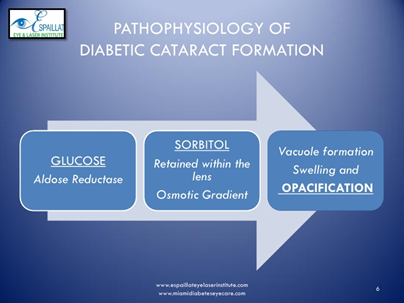 ESPAILLAT
EYE & LASER INSTITUTE
PATHOPHYSIOLOGY OF
DIABETIC CATARACT FORMATION
GLUCOSE
Aldose Reductase
SORBITOL
Retained within the
lens
Osmotic Gradient
Vacuole formation
Swelling and
OPACIFICATION
www.espaillateyelaserinstitute.com
www.miamidiabeteseyecare.com
6